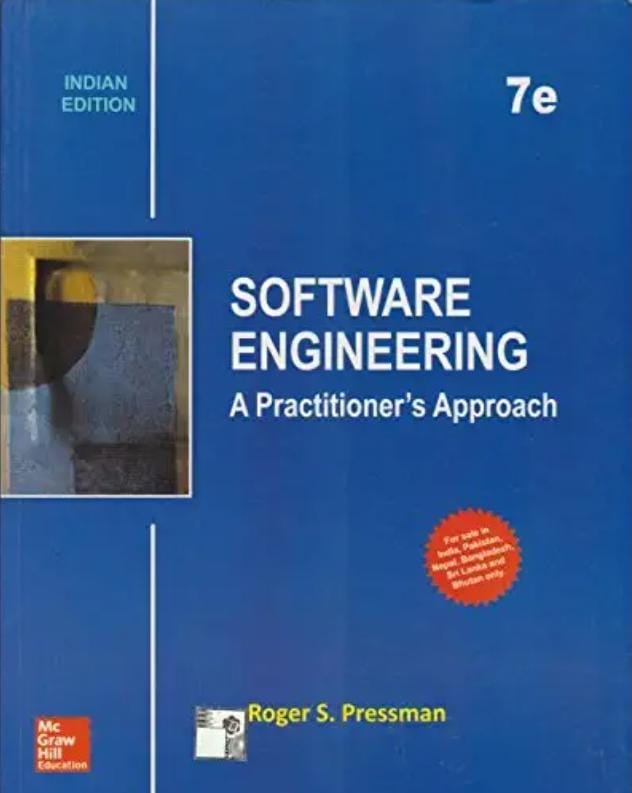 INDIAN
EDITION
7e
SOFTWARE
ENGINEERING
A Practitioner's Approach
For sale in
India, Pakistan,
Nepal, Bangladesh,
Sri Lanka and
Bhutan only.
Roger S. Pressman
Mc
Graw
Hill
Education